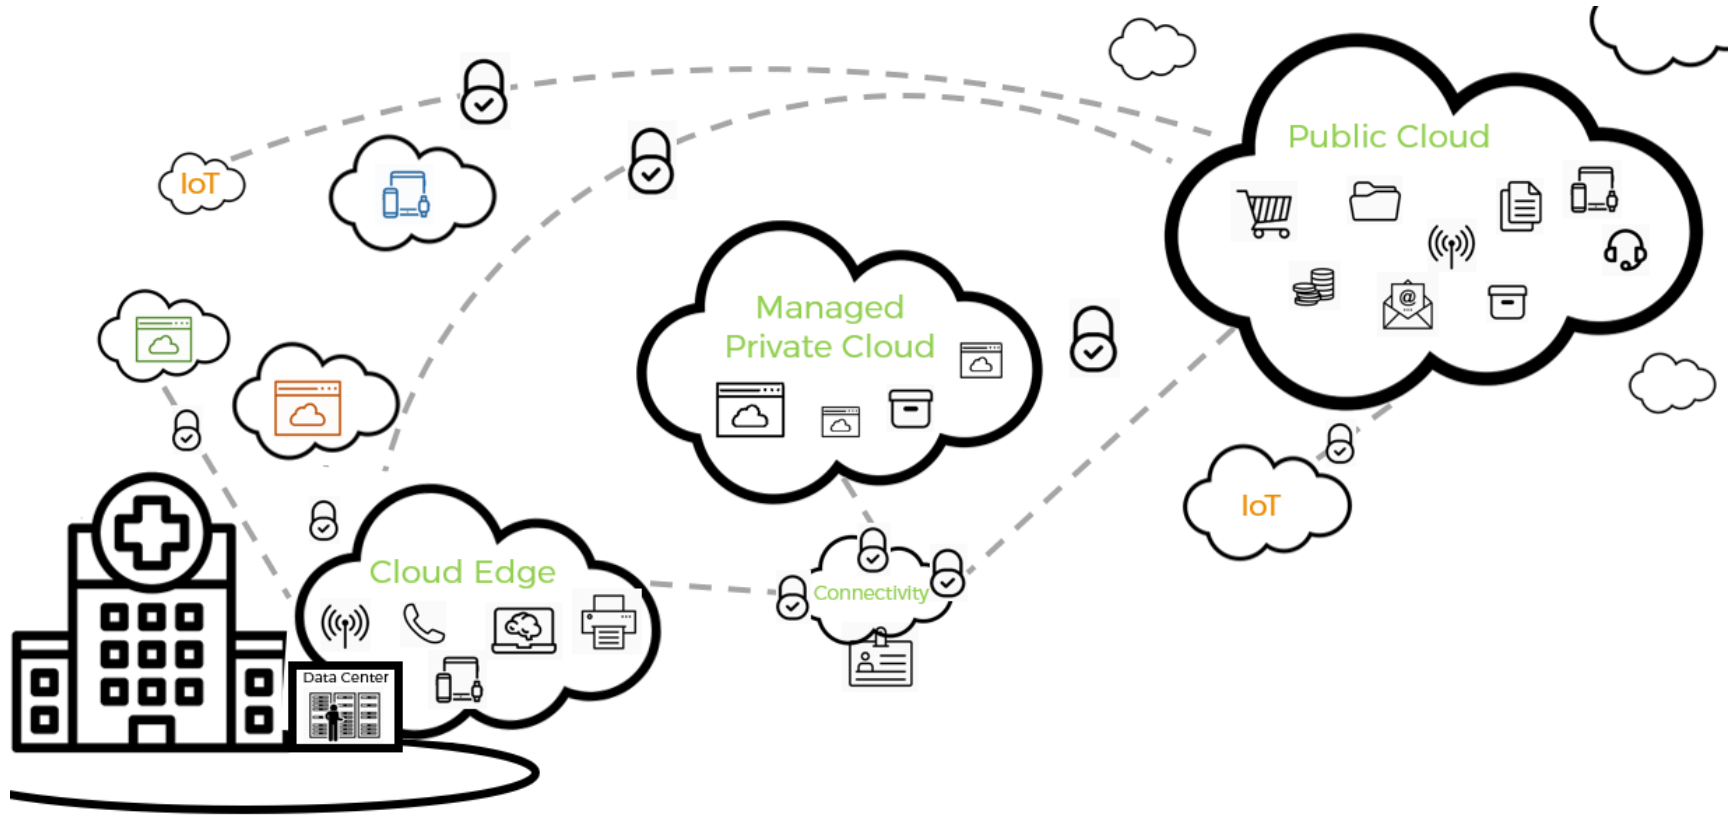 Public Cloud
IoT
Managed
Private Cloud
@
IoT
Cloud Edge
Connectivity
Data Center